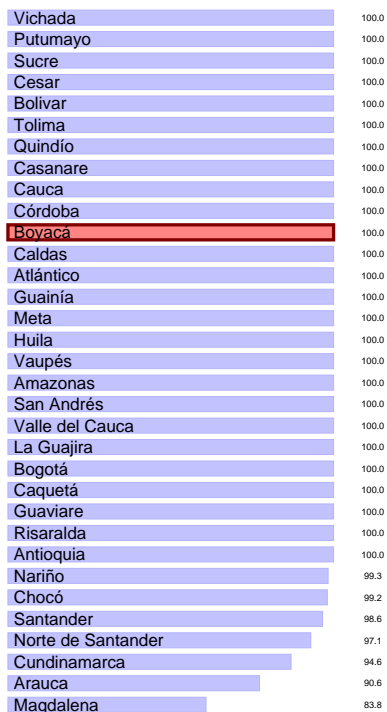 Vichada 100.0
Putumayo 100.0
Sucre 100.0
Cesar 100.0
Bolivar 100.0
Tolima 100.0
Quindío 100.0
Casanare 100.0
Cauca 100.0
Córdoba 100.0
Boyacá 100.0
Caldas 100.0
Atlántico 100.0
Guainía 100.0
Meta 100.0
Huila 100.0
Vaupés 100.0
Amazonas 100.0
San Andrés 100.0
Valle del Cauca 100.0
La Guajira 100.0
Bogotá 100.0
Caquetá 100.0
Guaviare 100.0
Risaralda 100.0
Antioquia 100.0
Nariño 99.3
Chocó 99.2
Santander 98.6
Norte de Santander 97.1
Cundinamarca 94.6
Arauca 90.6
Magdalena 83.8